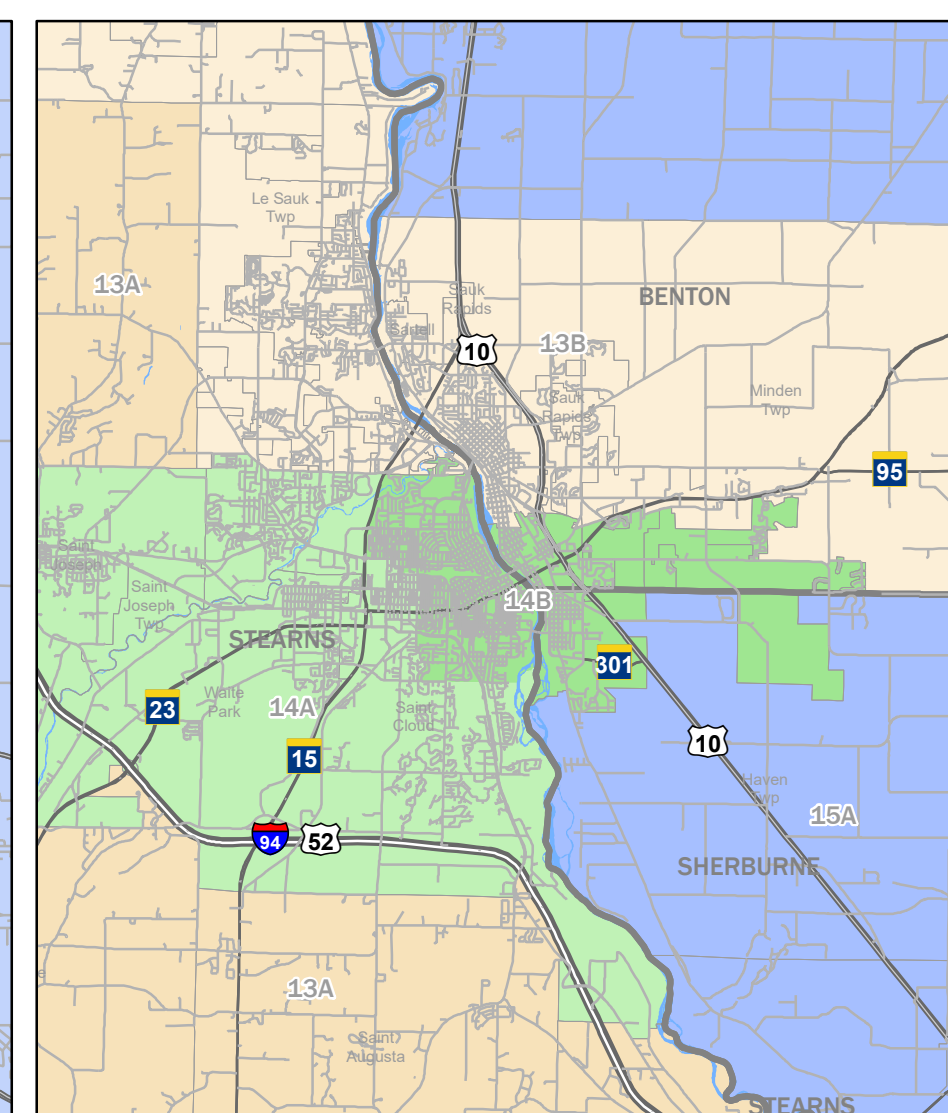 Le Sauk
Twp
13A
BENTON
Sauk
Rapids
Sartell
10
13B
Minden
Twp
Sauk
Rapids
Twp
95
Saint
Joseph
Saint
Joseph
Twp
14B
STEARNS
301
23
Waite
Park
14A
Saint
Cloud
10
15
Haven
Twp
15A
94
52
SHERBURNE
13A
Saint
Augusta
STEARNS